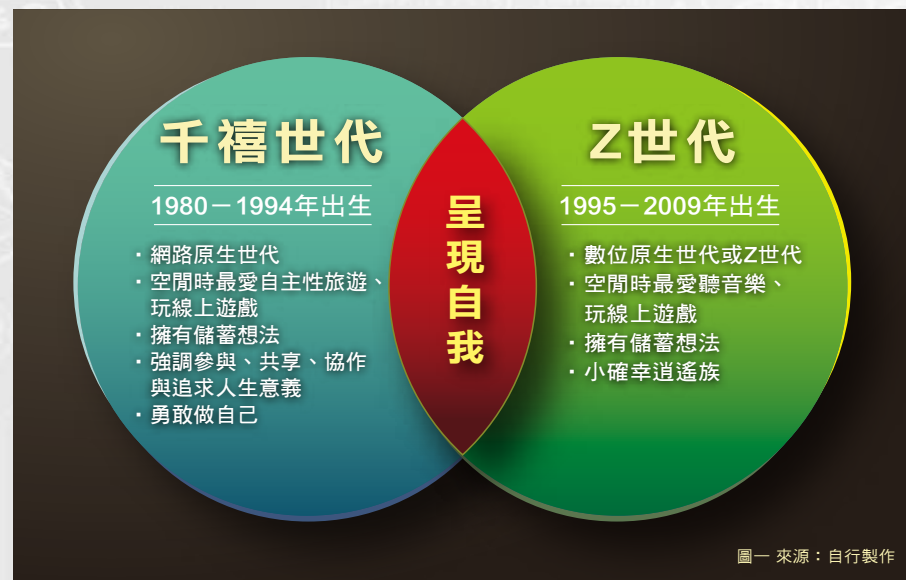 千禧世代
1980－1994年出生
・網路原生世代
・空閒時最愛自主性旅遊、
玩線上遊戲
・擁有儲蓄想法
・強調參與、共享、協作
與追求人生意義
・勇敢做自己
呈現自我
Z世代
1995－2009年出生
・數位原生世代或Z世代
・空閒時最愛聽音樂、
玩線上遊戲
・擁有儲蓄想法
・小確幸逍遙族
圖一 來源：自行製作